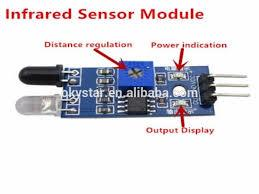 Infrared Sensor Module
Distance regulation
Power indication
Output Display